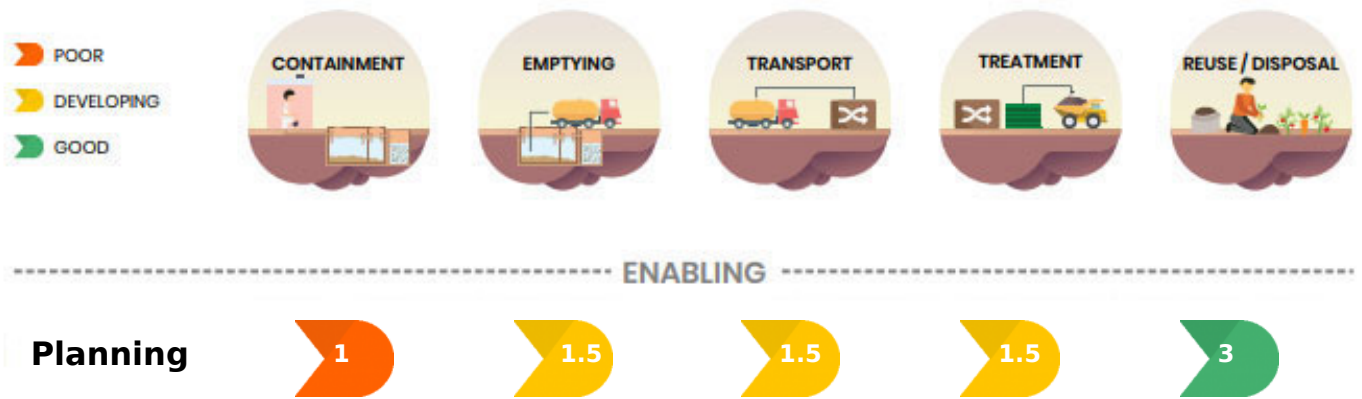 POOR
DEVELOPING
GOOD
CONTAINMENT
EMPTYING
TRANSPORT
TREATMENT
REUSE / DISPOSAL
ENABLING
Planning
1
1.5
1.5
1.5
3